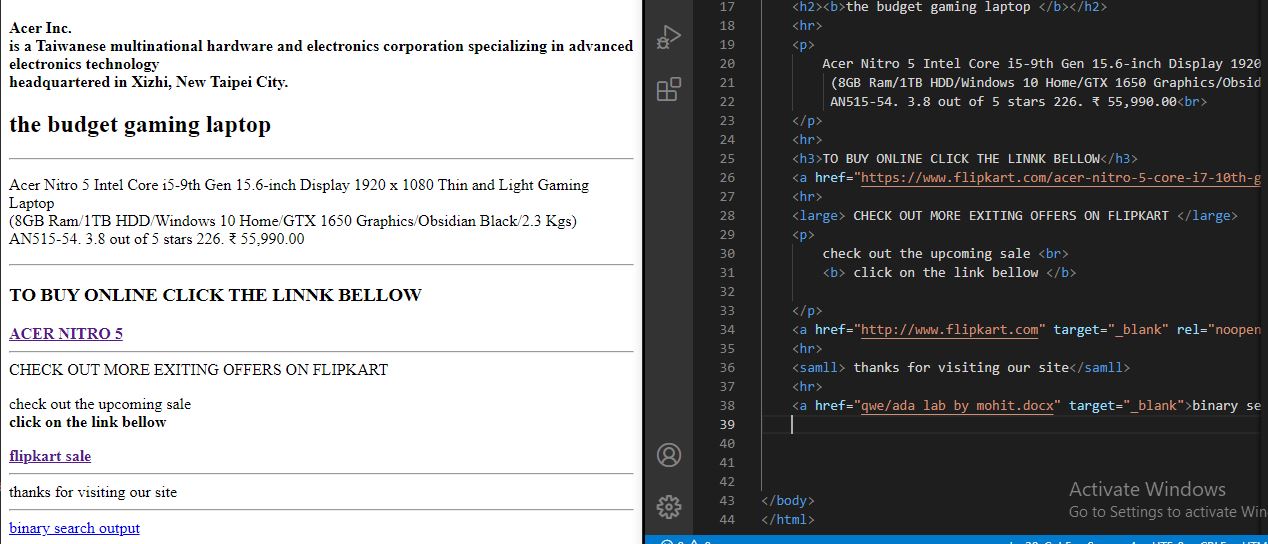 Acer Inc.
is a Taiwanese multinational hardware and electronics corporation specializing in advanced
electronics technology
headquartered in Xizhi, New Taipei City.
the budget gaming laptop
Acer Nitro 5 Intel Core i5-9th Gen 15.6-inch Display 1920 x 1080 Thin and Light Gaming
Laptop
(8GB Ram/1TB HDD/Windows 10 Home/GTX 1650 Graphics/Obsidian Black/2.3 Kgs)
AN515-54. 3.8 out of 5 stars 226. ₹ 55,990.00
TO BUY ONLINE CLICK THE LINNK BELLOW
ACER NITRO 5
CHECK OUT MORE EXITING OFFERS ON FLIPKART
check out the upcoming sale
click on the link bellow
flipkart sale
thanks for visiting our site
binary search output
17 <h2><b>the budget gaming laptop </b></h2>
18 <hr>
19 <p>
20 Acer Nitro 5 Intel Core i5-9th Gen 15.6-inch Display 1920
21 (8GB Ram/1TB HDD/Windows 10 Home/GTX 1650 Graphics/Obsid
22 AN515-54. 3.8 out of 5 stars 226. ₹ 55,990.00<br>
23 </p>
24 <hr>
25 <h3>TO BUY ONLINE CLICK THE LINNK BELLOW</h3>
26 <a href="https://www.flipkart.com/acer-nitro-5-core-i7-10th-g
27 <hr>
28 <large> CHECK OUT MORE EXITING OFFERS ON FLIPKART </large>
29 <p>
30 check out the upcoming sale <br>
31 <b> click on the link bellow </b>
32
33 </p>
34 <a href="http://www.flipkart.com" target="_blank" rel="noopen
35 <hr>
36 <samll> thanks for visiting our site</samll>
37 <hr>
38 <a href="qwe/ada lab by mohit.docx" target="_blank">binary se
39
40
41
42
43 </body>
44 </html>
Activate Windows
Go to Settings to activate Win